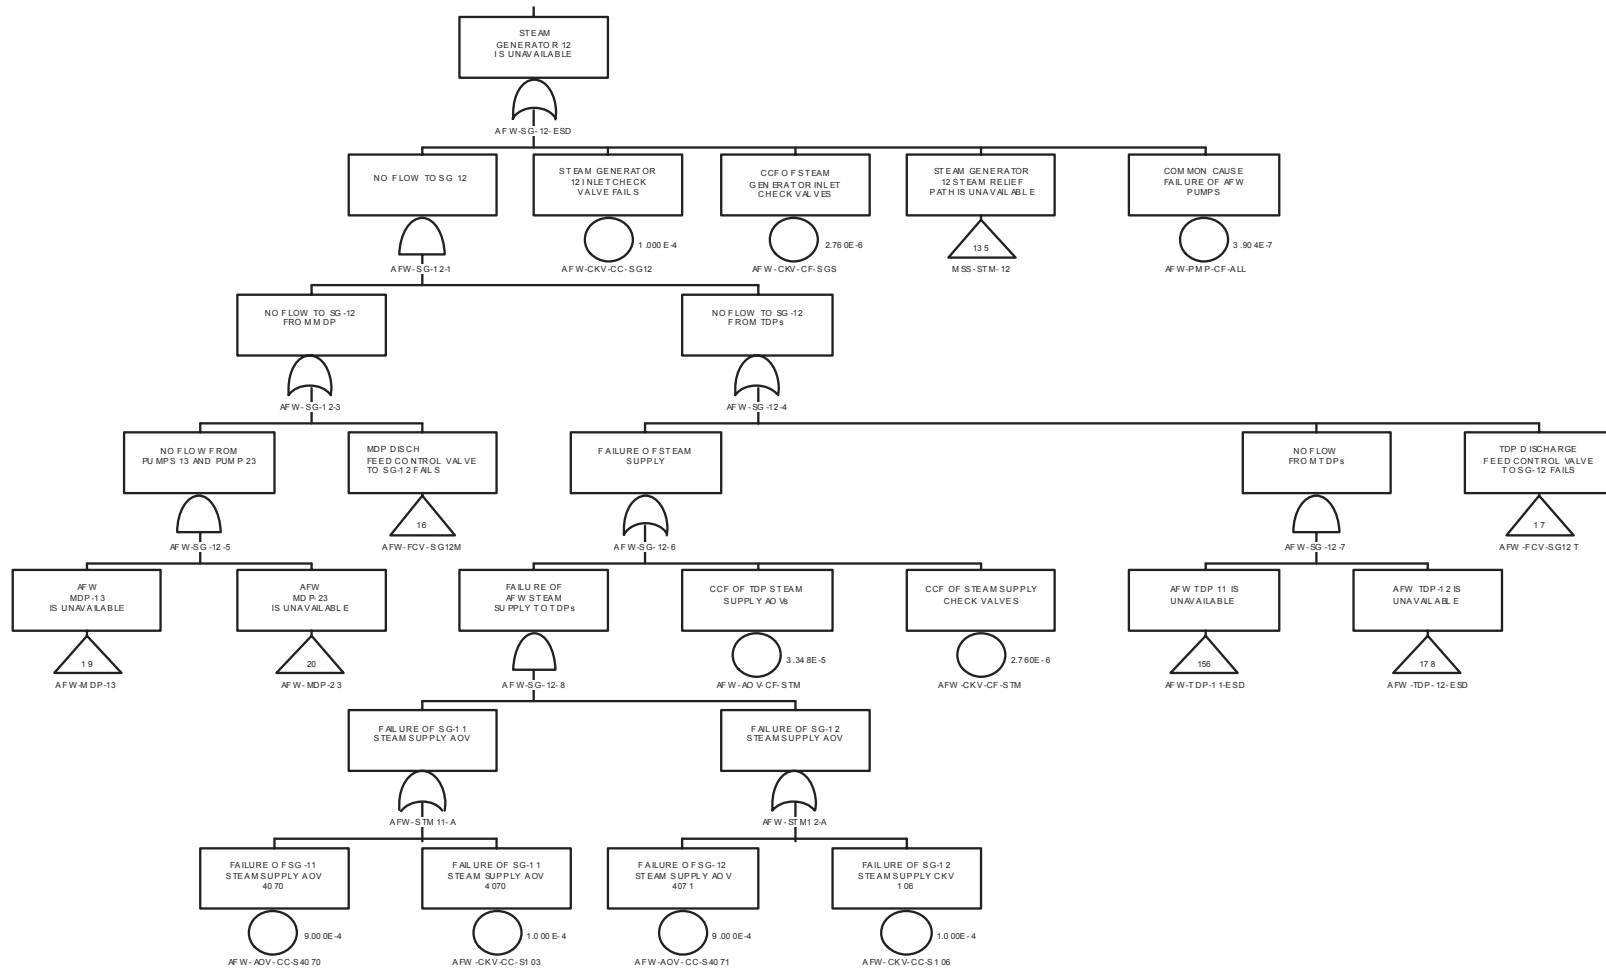 STEAM
GENERATOR 12
IS UNAVAILABLE
AFW-SG-12-ESD
NO FLOW TO SG 12
AFW-SG-12-1
STEAM GENERATOR
12 INLET CHECK
VALVE FAILS
1.000E-4
AFW-CKV-CC-SG12
CCF OF STEAM
GENERATOR INLET
CHECK VALVES
2.760E-6
AFW-CKV-CF-SGS
STEAM GENERATOR
12 STEAM RELIEF
PATH IS UNAVAILABLE
135
MSS-STM-12
COMMON CAUSE
FAILURE OF AFW
PUMPS
3.904E-7
AFW-PMP-CF-ALL
NO FLOW TO SG-12
FROM MDP
AFW-SG-12-3
NO FLOW TO SG-12
FROM TDPs
AFW-SG-12-4
NO FLOW FROM
PUMPS 13 AND PUMP 23
AFW-SG-12-5
MDP DISCH
FEED CONTROL VALVE
TO SG-12 FAILS
16
AFW-FCV-SG12M
FAILURE OF STEAM
SUPPLY
AFW-SG-12-6
NO FLOW
FROM TDPs
AFW-SG-12-7
TDP DISCHARGE
FEED CONTROL VALVE
TO SG-12 FAILS
17
AFW-FCV-SG12T
AFW
MDP-13
IS UNAVAILABLE
19
AFW-MDP-13
AFW
MDP-23
IS UNAVAILABLE
20
AFW-MDP-23
FAILURE OF
AFW STEAM
SUPPLY TO TDPs
AFW-SG-12-8
CCF OF TDP STEAM
SUPPLY AOVs
3.348E-5
AFW-AOV-CF-STM
CCF OF STEAM SUPPLY
CHECK VALVES
2.760E-6
AFW-CKV-CF-STM
AFW TDP 11 IS
UNAVAILABLE
156
AFW-TDP-11-ESD
AFW TDP-12 IS
UNAVAILABLE
178
AFW-TDP-12-ESD
FAILURE OF SG-11
STEAM SUPPLY AOV
AFW-STM11-A
FAILURE OF SG-12
STEAM SUPPLY AOV
AFW-STM12-A
FAILURE OF SG-11
STEAM SUPPLY AOV
4070
9.000E-4
AFW-AOV-CC-S4070
FAILURE OF SG-11
STEAM SUPPLY AOV
4070
1.000E-4
AFW-CKV-CC-S103
FAILURE OF SG-12
STEAM SUPPLY AOV
4071
9.000E-4
AFW-AOV-CC-S4071
FAILURE OF SG-12
STEAM SUPPLY CKV
106
1.000E-4
AFW-CKV-CC-S106